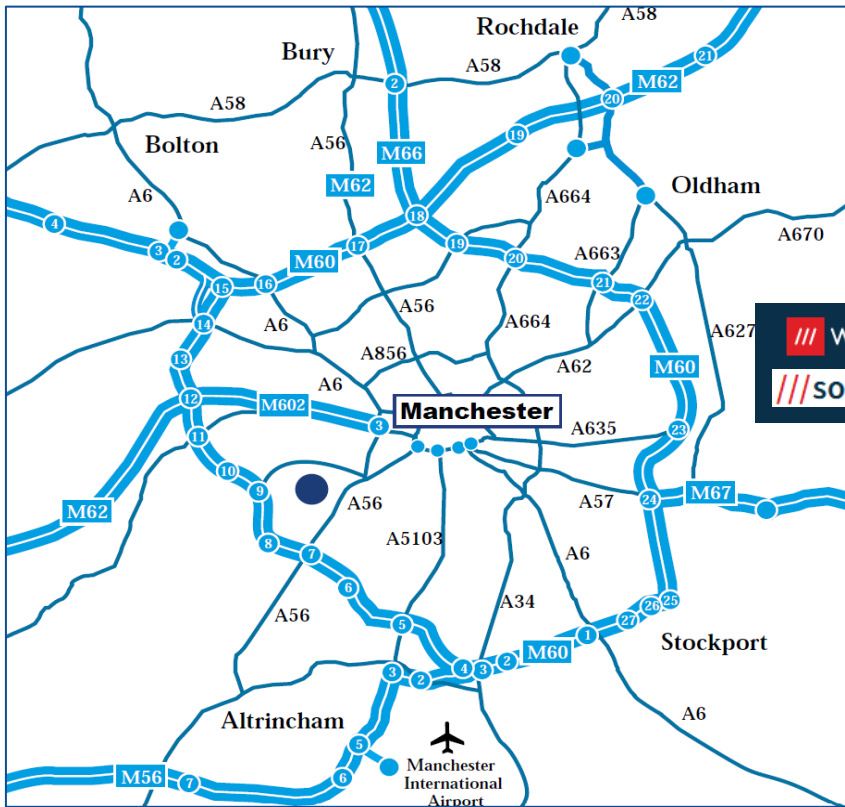 A58
Rochdale
Bury
21
A58
2
M62
A58
20
19
Bolton
A56
M66
A6
M62
A664
Oldham
4
18
A670
17
19
3
2
M60
20
A663
16
15
21
22
A56
14
A6
A664
A627
W
A856
13
A62
M60
A6
SO
12
M602
Manchester
3
11
A635
23
10
9
A57
24
M67
A56
M62
A5103
8
7
A6
6
A34
26
25
A56
5
27
1
Stockport
M60
4
3
2
3
2
A6
Altrincham
5
Manchester
International
Airport
M56
7
6